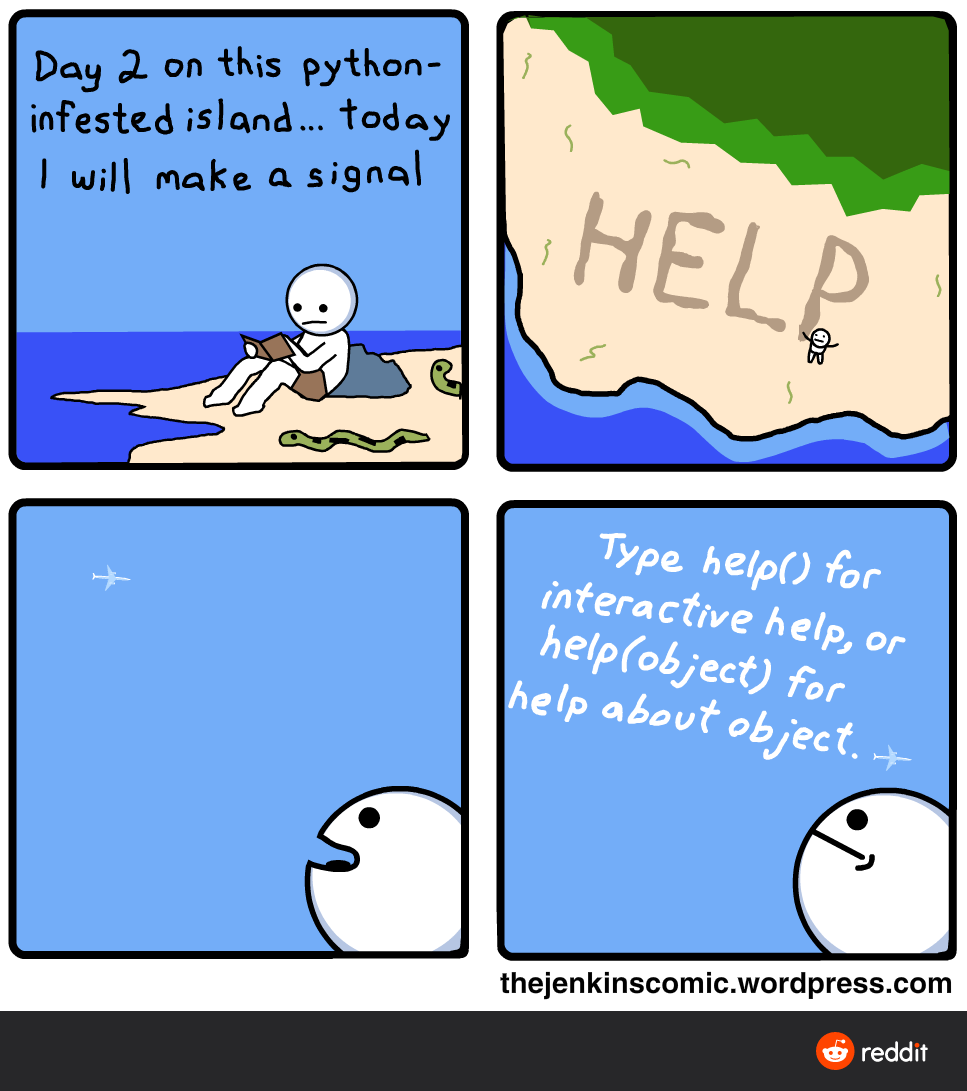 Day 2 on this python-
infested island... today
I will make a signal
HELP
Type help() for
interactive help, or
help(object) for
help about object.
thejenkinscomic.wordpress.com
reddit